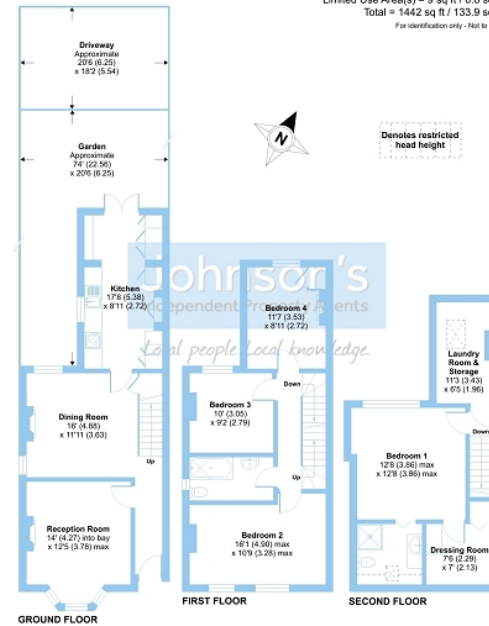 Limited Use Area(s) = 9 sq ft / 0.8 s
Total = 1442 sq ft / 133.9 s
For identification only - Not to
Driveway
Approximate
20'6 (6.25)
x 18'2 (5.54)
Garden
Approximate
74' (22.56)
x 20'6 (6.25)
N
Denotes restricted
head height
Johnson's
Independent Property Agents
Local people. Local knowledge.
Kitchen
17'8 (5.38)
x 8'11 (2.72)
Bedroom 4
11'7 (3.53)
x 8'11 (2.72)
Laundry
Room &
Storage
11'3 (3.43)
x 6'5 (1.96)
Down
Dining Room
16' (4.88)
x 11'11 (3.63)
Bedroom 3
10' (3.05)
x 9'2 (2.79)
Down
Up
Bedroom 1
12'8 (3.86) max
x 12'8 (3.86) max
Up
Reception Room
14' (4.27) into bay
x 12'5 (3.78) max
Bedroom 2
16'1 (4.90) max
x 10'9 (3.28) max
Dressing Room
7'6 (2.29)
x 7' (2.13)
GROUND FLOOR
FIRST FLOOR
SECOND FLOOR